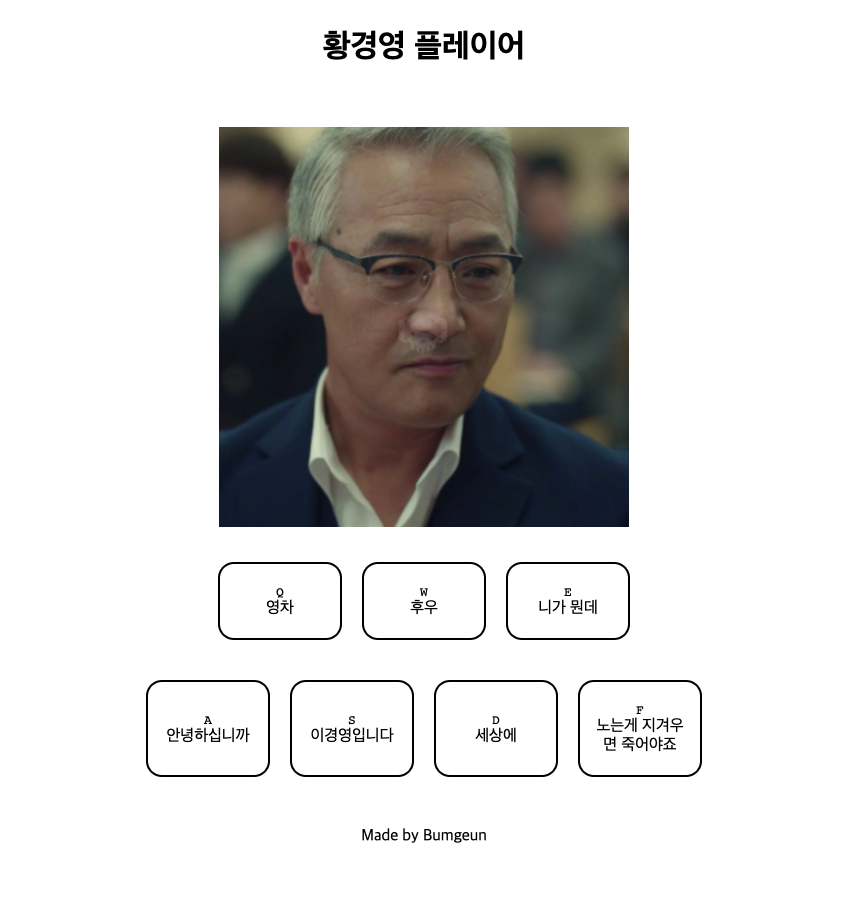 황경영 플레이어
Q
영차
W
후우
E
니가 뭔데
A
안녕하십니까
S
이경영입니다
D
세상에
F
노는게 지겨우
면 죽어야죠
Made by Bumgeun